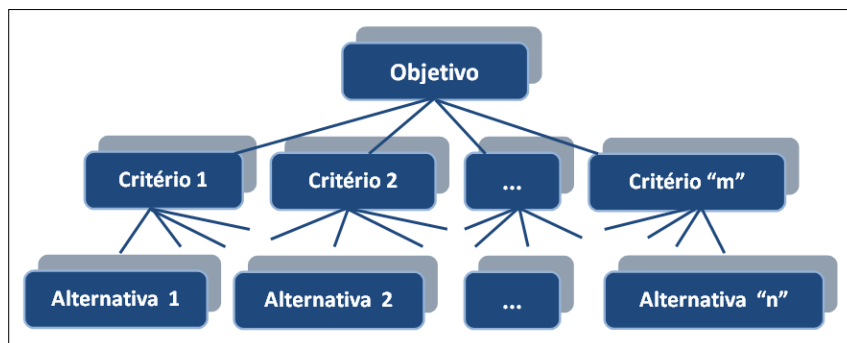 Objetivo
Critério 1
Critério 2
...
Critério “m”
Alternativa 1
Alternativa 2
...
Alternativa “n”